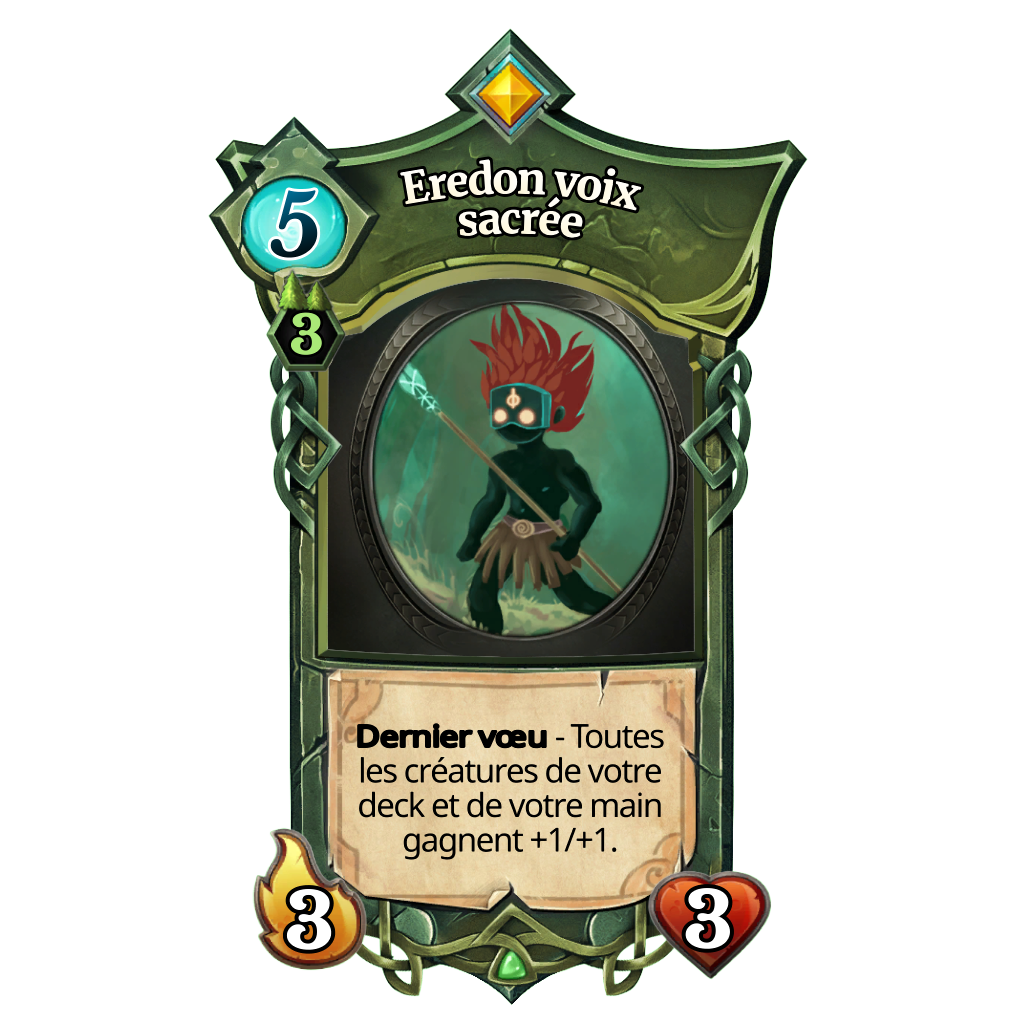 Eredon voix
sacrée
5
3
Dernier vœu - Toutes
les créatures de votre
deck et de votre main
gagnent +1/+1.
3
3